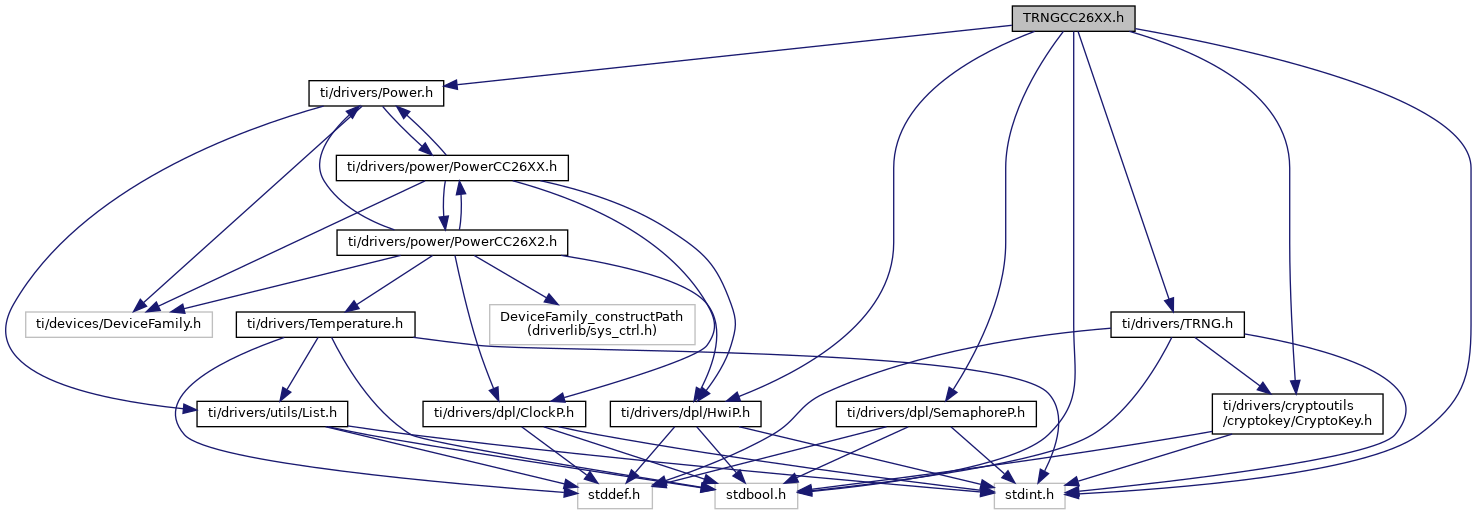 TRNGCC26XX.h
ti/drivers/Power.h
ti/drivers/power/PowerCC26XX.h
ti/drivers/power/PowerCC26X2.h
ti/devices/DeviceFamily.h
ti/drivers/Temperature.h
DeviceFamily_constructPath
(driverlib/sys_ctrl.h)
ti/drivers/TRNG.h
ti/drivers/utils/List.h
ti/drivers/dpl/ClockP.h
ti/drivers/dpl/HwiP.h
ti/drivers/dpl/SemaphoreP.h
ti/drivers/cryptoutils
/cryptokey/CryptoKey.h
stddef.h
stdbool.h
stdint.h